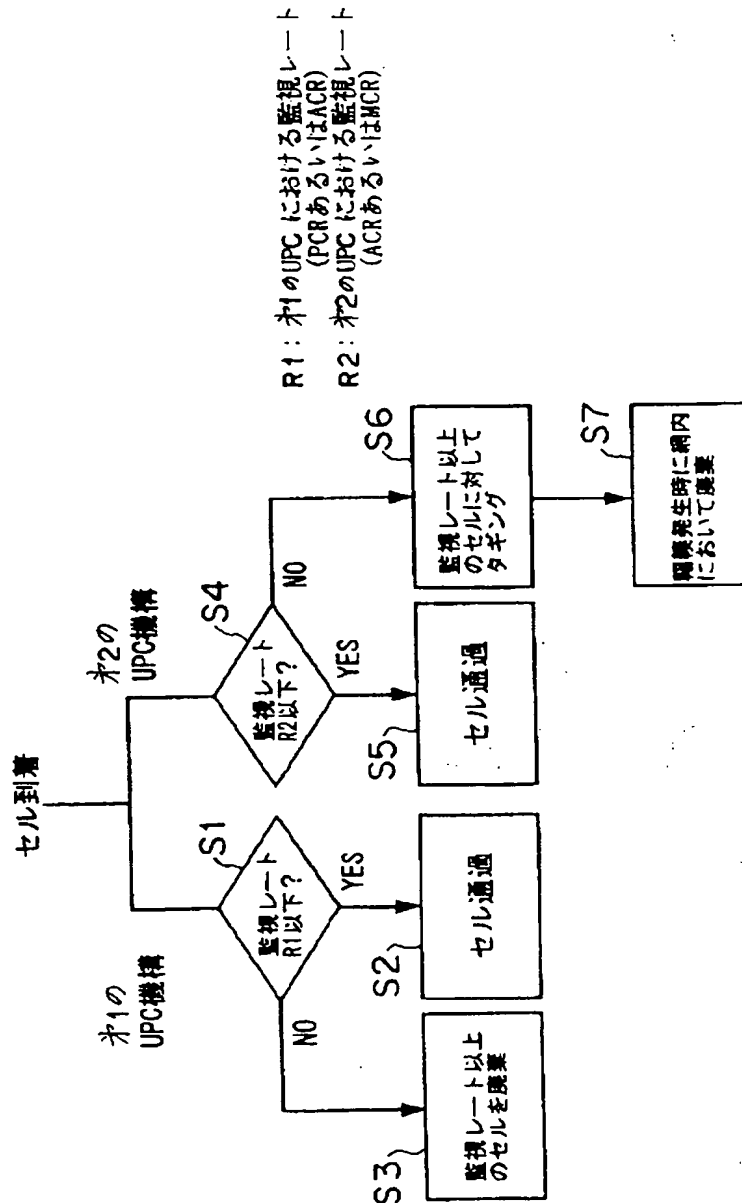 セル到着
第1の
UPC機構
第2の
UPC機構
S1
監視レート
R1以下?
NO
YES
S4
監視レート
R2以下?
NO
YES
S3
監視レート以上
のセルを廃棄
S2
セル通過
S5
セル通過
S6
監視レート以上
のセルに対して
タギング
S7
輻輳発生時に網内
において廃棄
R1:第1のUPCにおける監視レート
(PCRあるいはACR)
R2:第2のUPCにおける監視レート
(ACRあるいはMCR)